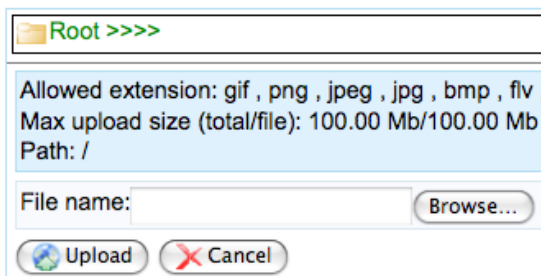 Root >>>>
Allowed extension: gif , png , jpeg , jpg , bmp , flv
Max upload size (total/file): 100.00 Mb/100.00 Mb
Path: /
File name: Browse...
Upload Cancel